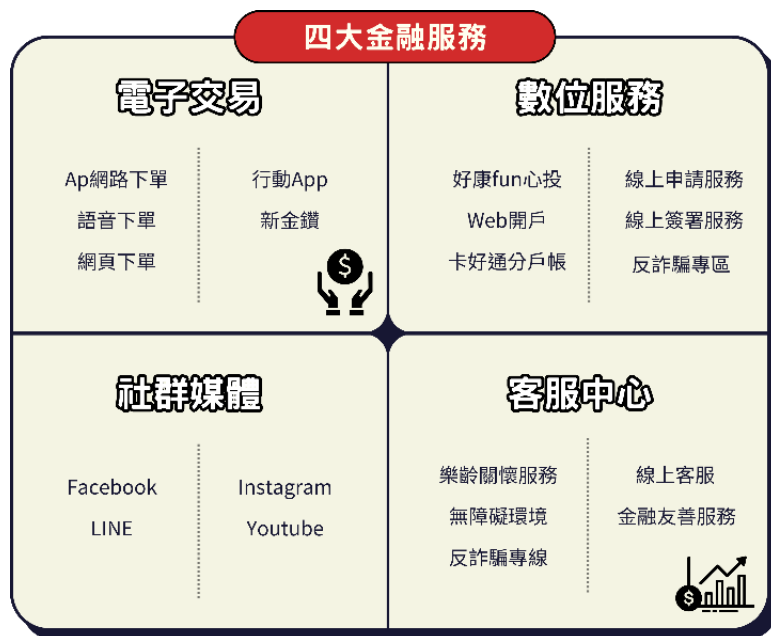 四大金融服務
電子交易
Ap網路下單
語音下單
網頁下單
行動App
新金鑽
$
數位服務
好康fun心投
Web開戶
卡好通分戶帳
線上申請服務
線上簽署服務
反詐騙專區
社群媒體
Facebook
LINE
Instagram
Youtube
客服中心
樂齡關懷服務
無障礙環境
反詐騙專線
線上客服
金融友善服務
$